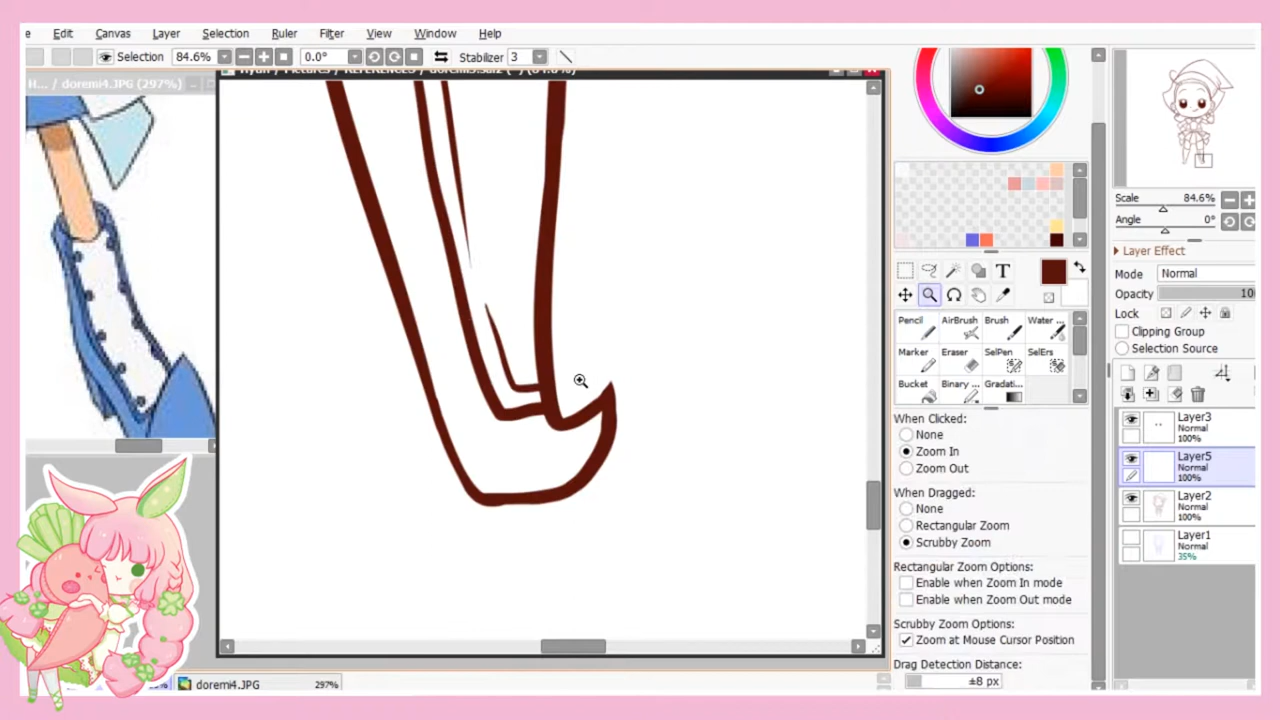 e Edit Canvas Layer Selection Ruler Filter View Window Help
Selection 84.6% 0.0° Stabilizer 3
H... / doremi4.JPG (297%)
Scale 84.6%
Angle 0°
Layer Effect
Mode Normal
Opacity 10
Lock
Clipping Group
Selection Source
T
Pencil AirBrush Brush Water ...
Marker Eraser SelPen SelErs
Bucket Binary ... Gradati...
When Clicked:
None
Zoom In
Zoom Out
When Dragged:
None
Rectangular Zoom
Scrubby Zoom
Rectangular Zoom Options:
Enable when Zoom In mode
Enable when Zoom Out mode
Scrubby Zoom Options:
Zoom at Mouse Cursor Position
Drag Detection Distance:
±8 px
Layer3
Normal
100%
Layer5
Normal
100%
Layer2
Normal
100%
Layer1
Normal
35%
doremi4.JPG 297%